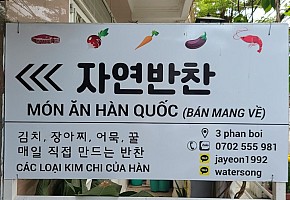 <<< 자연반찬
MÓN ĂN HÀN QUỐC (BÁN MANG VỀ)
김치, 장아찌, 어묵, 꿀
매일 직접 만드는 반찬
CÁC LOẠI KIM CHI CỦA HÀN
3 phan boi
0702 555 981
jayeon1992
watersong